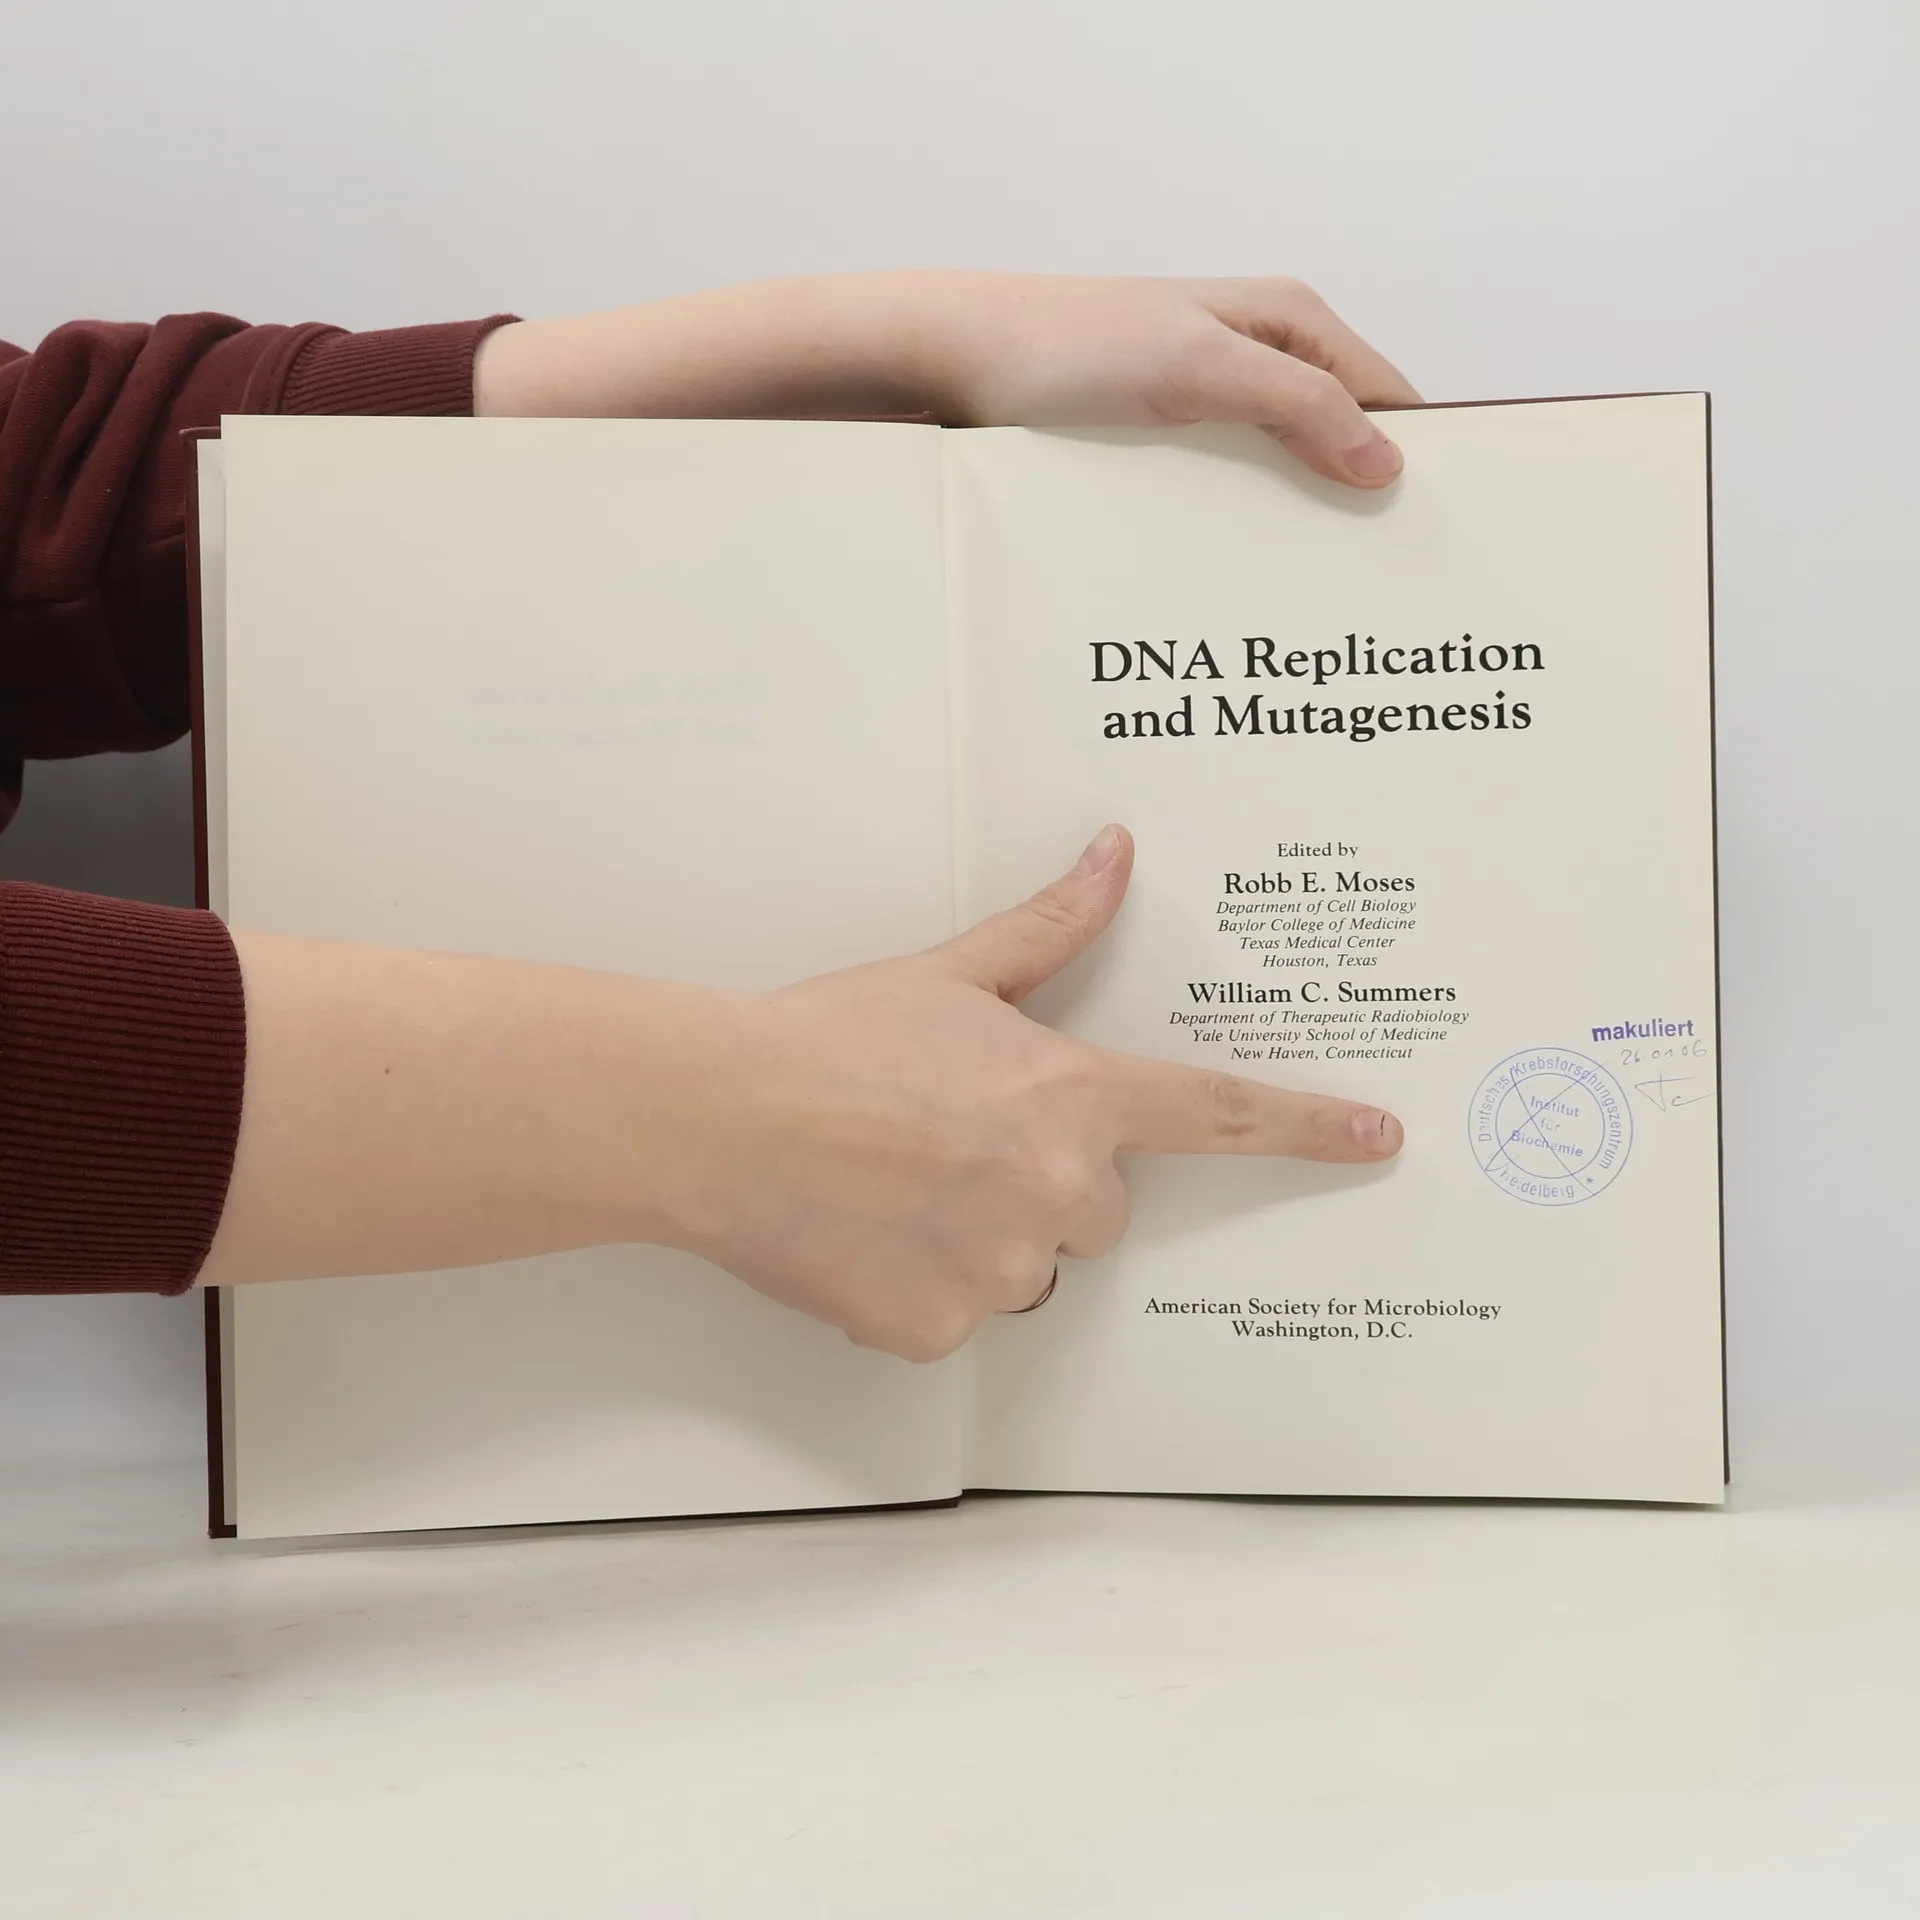 DNA Replication
and Mutagenesis
Edited by
Robb E. Moses
Department of Cell Biology
Baylor College of Medicine
Texas Medical Center
Houston, Texas
William C. Summers
Department of Therapeutic Radiobiology
Yale University School of Medicine
New Haven, Connecticut
makuliert
26.01.06
Deutsches Krebsforschungszentrum
Institut
für
Biochemie
Heidelberg *
American Society for Microbiology
Washington, D.C.